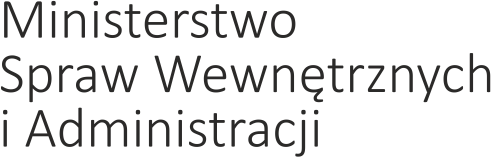 Ministerstwo
Spraw Wewnętrznych
i Administracji